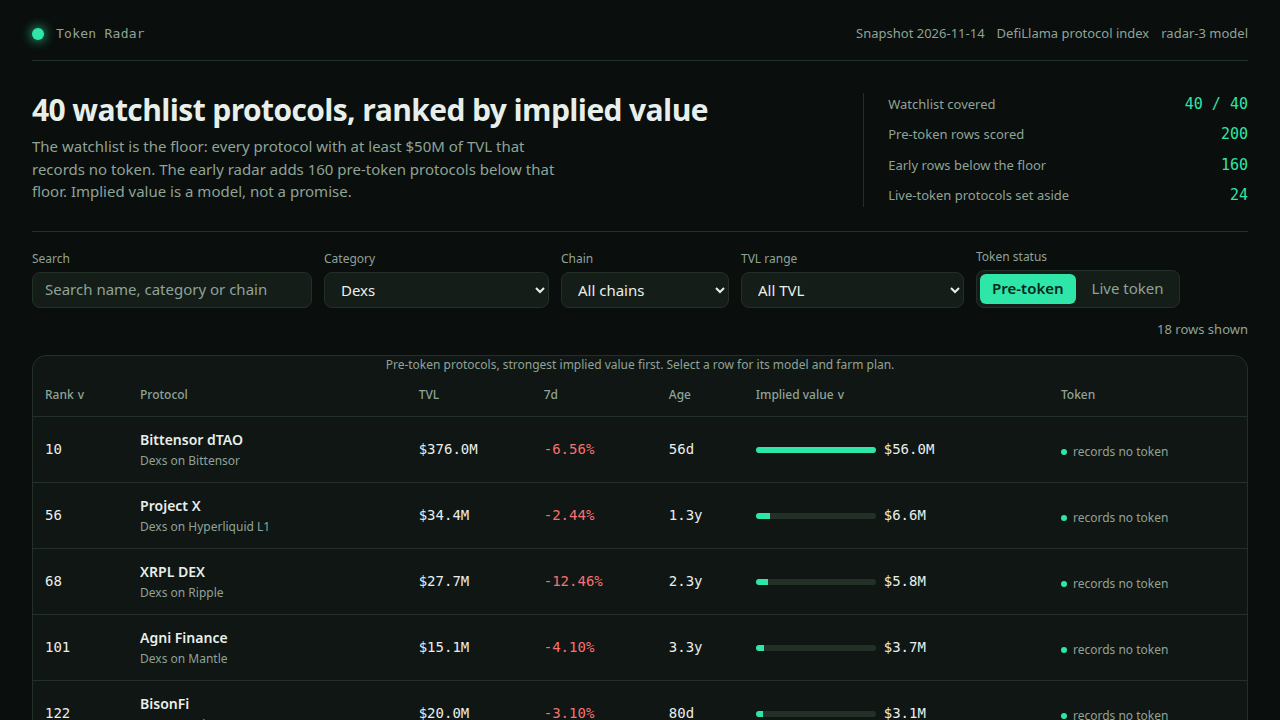 Token Radar
Snapshot 2026-11-14 DefiLlama protocol index radar-3 model
40 watchlist protocols, ranked by implied value
The watchlist is the floor: every protocol with at least $50M of TVL that
records no token. The early radar adds 160 pre-token protocols below that
floor. Implied value is a model, not a promise.
Watchlist covered 40 / 40
Pre-token rows scored 200
Early rows below the floor 160
Live-token protocols set aside 24
Search Category Chain TVL range Token status
Search name, category or chain Dexs All chains All TVL Pre-token Live token
18 rows shown
Pre-token protocols, strongest implied value first. Select a row for its model and farm plan.
Rank v Protocol TVL 7d Age Implied value v Token
10 Bittensor dTAO $376.0M -6.56% 56d $56.0M records no token
Dexs on Bittensor
56 Project X $34.4M -2.44% 1.3y $6.6M records no token
Dexs on Hyperliquid L1
68 XRPL DEX $27.7M -12.46% 2.3y $5.8M records no token
Dexs on Ripple
101 Agni Finance $15.1M -4.10% 3.3y $3.7M records no token
Dexs on Mantle
122 BisonFi $20.0M -3.10% 80d $3.1M records no token